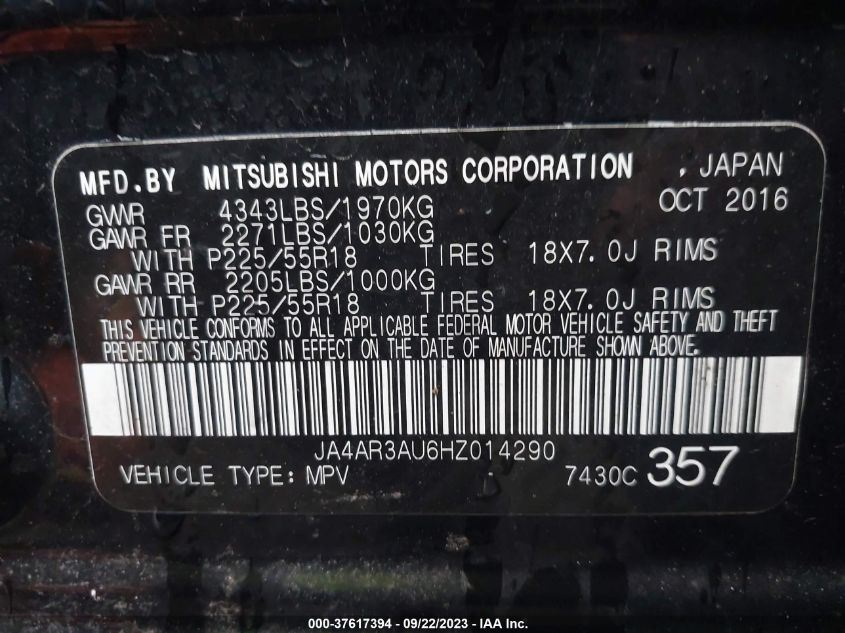 MFD.BY MITSUBISHI MOTORS CORPORATION , JAPAN
GVWR 4343LBS/1970KG OCT 2016
GAWR FR 2271LBS/1030KG
WITH P225/55R18 TIRES 18X7.0J RIMS
GAWR RR 2205LBS/1000KG
WITH P225/55R18 TIRES 18X7.0J RIMS
THIS VEHICLE CONFORMS TO ALL APPLICABLE FEDERAL MOTOR VEHICLE SAFETY AND THEFT
PREVENTION STANDARDS IN EFFECT ON THE DATE OF MANUFACTURE SHOWN ABOVE.
JA4AR3AU6HZ014290
VEHICLE TYPE: MPV 7430C 357
000-37617394 - 09/22/2023 - IAA Inc.